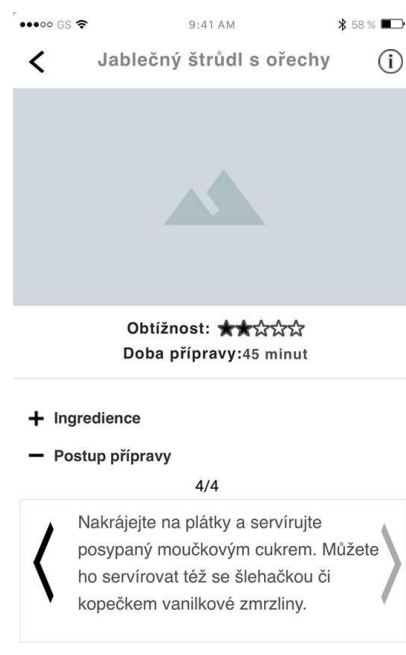 GS 9:41 AM 58 %
Jablečný štrůdl s ořechy
Obtížnost:
Doba přípravy:45 minut
+ Ingredience
− Postup přípravy
4/4
Nakrájejte na plátky a servírujte
posypaný moučkovým cukrem. Můžete
ho servírovat též se šlehačkou či
kopečkem vanilkové zmrzliny.